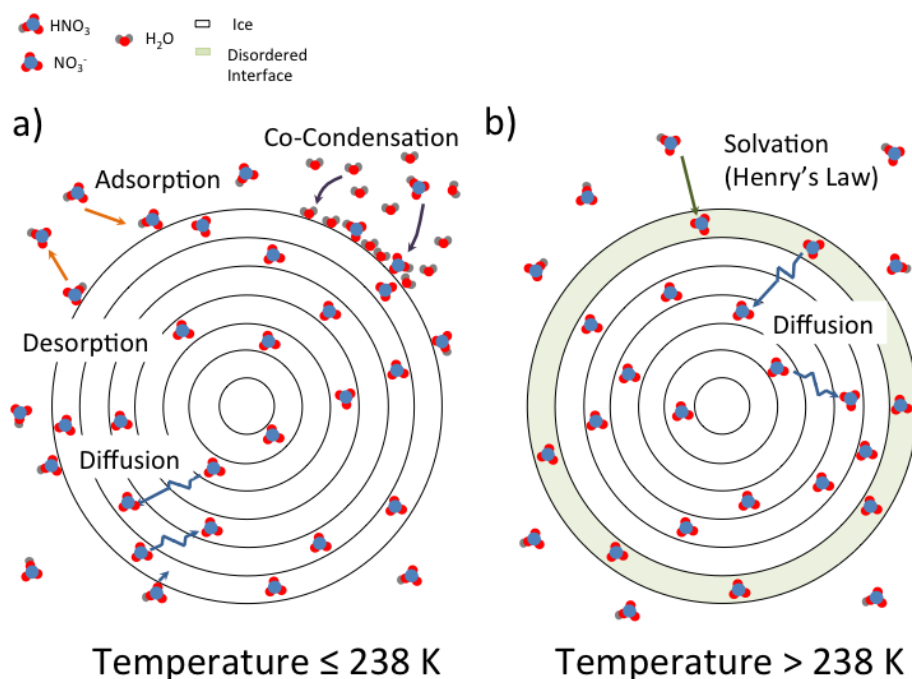 HNO₃
NO₃⁻
H₂O
Ice
Disordered
Interface
a)
Co-Condensation
Adsorption
Desorption
Diffusion
Temperature ≤ 238 K
b)
Solvation
(Henry's Law)
Diffusion
Temperature > 238 K